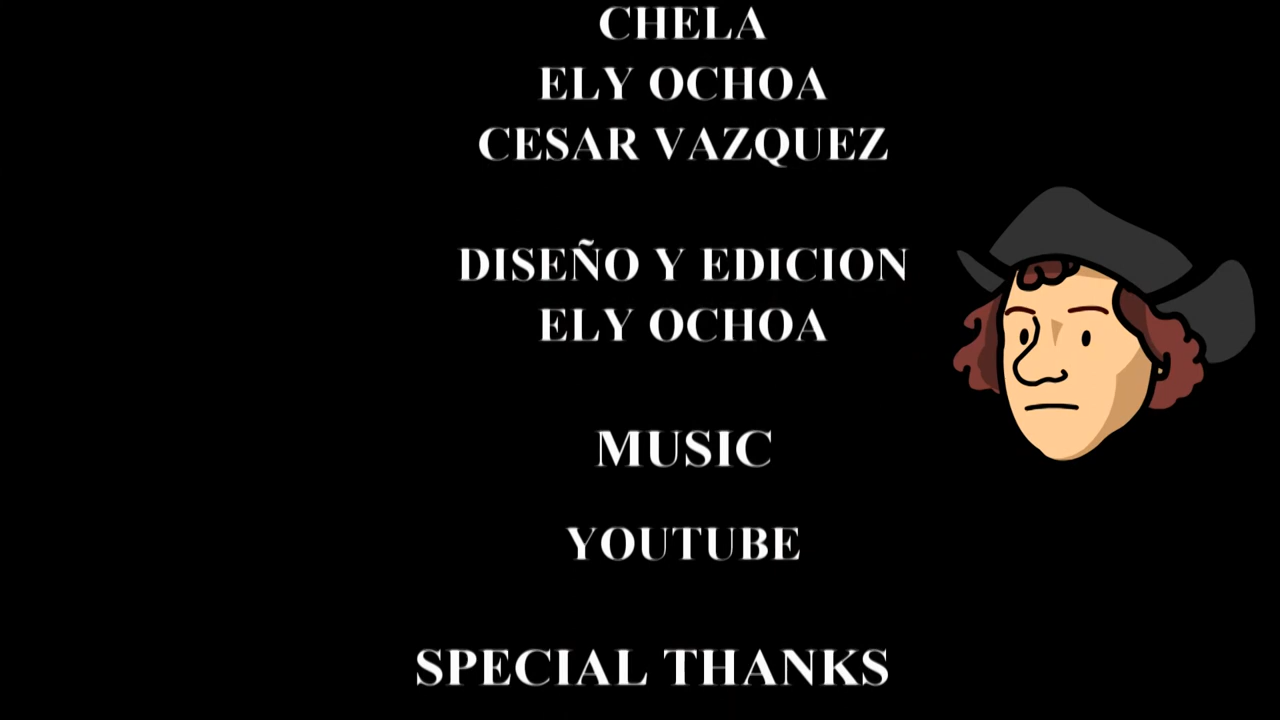 CHELA
ELY OCHOA
CESAR VAZQUEZ
DISEÑO Y EDICION
ELY OCHOA
MUSIC
YOUTUBE
SPECIAL THANKS